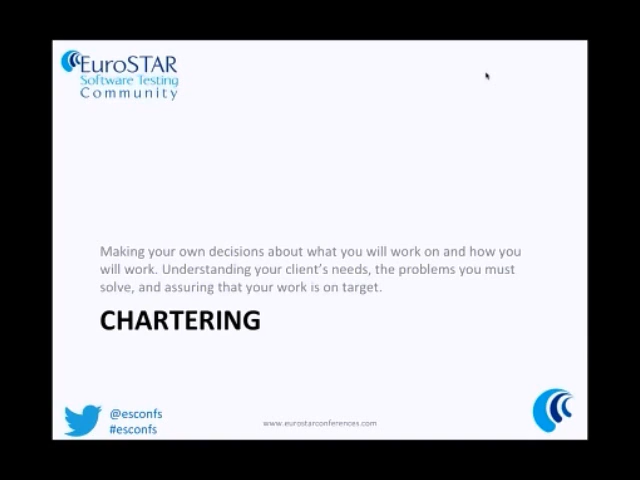 EuroSTAR
Software Testing
Community
Making your own decisions about what you will work on and how you
will work. Understanding your client's needs, the problems you must
solve, and assuring that your work is on target.
CHARTERING
@esconfs
#esconfs
www.eurostarconferences.com